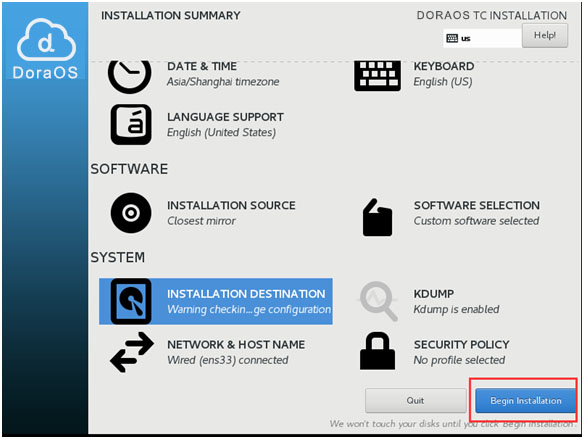 INSTALLATION SUMMARY
DORAOS TC INSTALLATION
us
Help!
d
DoraOS
DATE & TIME
Asia/Shanghai timezone
KEYBOARD
English (US)
á
LANGUAGE SUPPORT
English (United States)
SOFTWARE
INSTALLATION SOURCE
Closest mirror
SOFTWARE SELECTION
Custom software selected
SYSTEM
INSTALLATION DESTINATION
Warning checkin...ge configuration
KDUMP
Kdump is enabled
NETWORK & HOST NAME
Wired (ens33) connected
SECURITY POLICY
No profile selected
Quit
Begin Installation
We won't touch your disks until you click 'Begin Installation'.